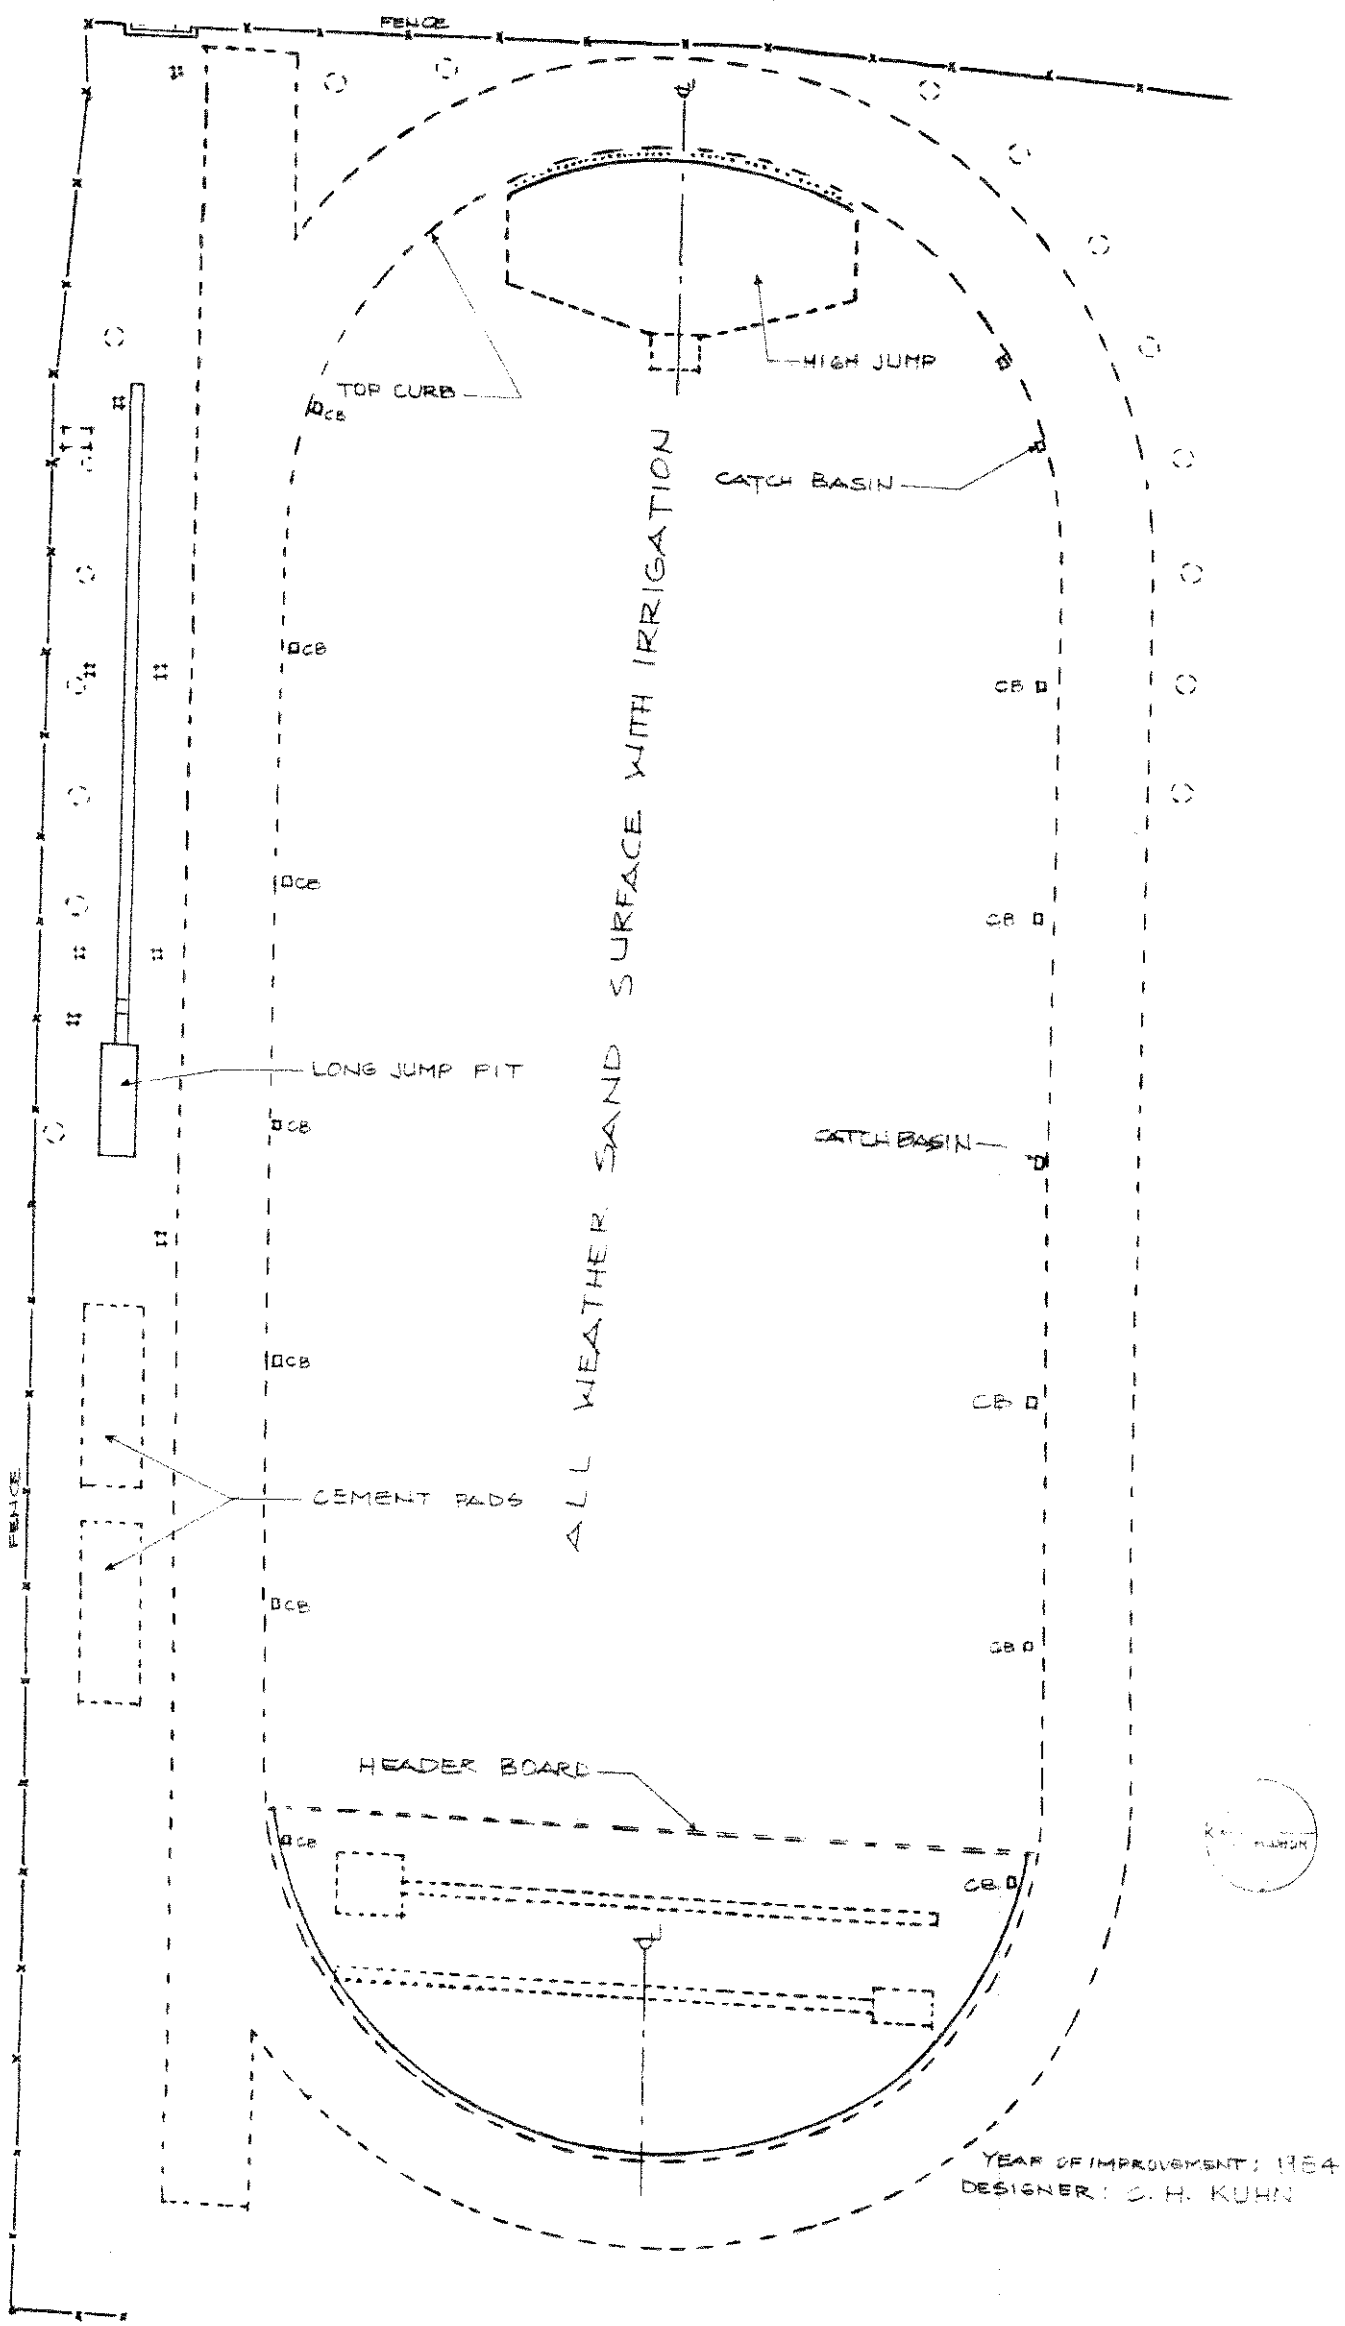 FENCE
HIGH JUMP
TOP CURB
CB
CATCH BASIN
CB
CB
CB
CB
LONG JUMP PIT
CB
CATCH BASIN
ALL WEATHER SAND SURFACE WITH IRRIGATION
CB
CB
FENCE
CEMENT PADS
CB
CB
HEADER BOARD
CB
CB
YEAR OF IMPROVEMENT: 1984
DESIGNER: C. H. KUHN